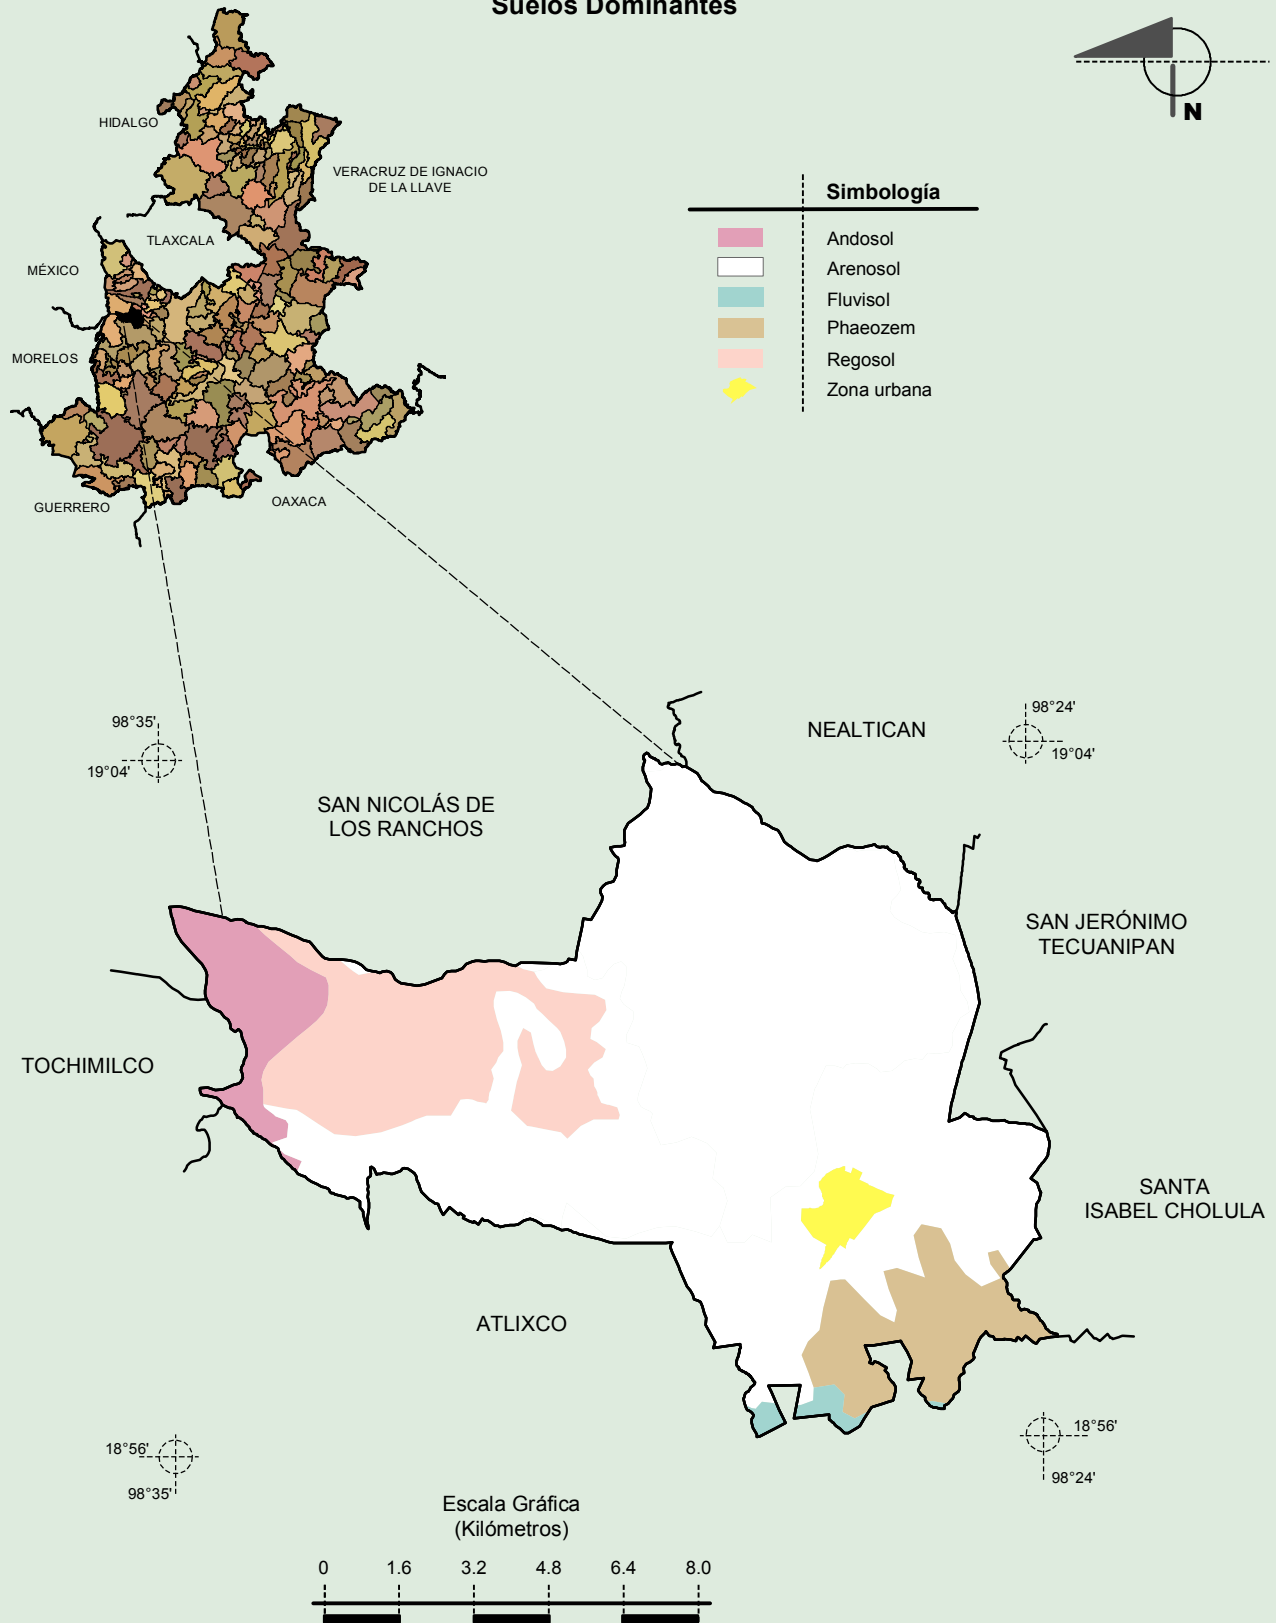 Suelos Dominantes
N
HIDALGO
VERACRUZ DE IGNACIO
DE LA LLAVE
TLAXCALA
MÉXICO
MORELOS
GUERRERO
OAXACA
Simbología
Andosol
Arenosol
Fluvisol
Phaeozem
Regosol
Zona urbana
98°35'
19°04'
98°24'
19°04'
NEALTICAN
SAN NICOLÁS DE
LOS RANCHOS
SAN JERÓNIMO
TECUANIPAN
TOCHIMILCO
SANTA
ISABEL CHOLULA
ATLIXCO
18°56'
98°35'
18°56'
98°24'
Escala Gráfica
(Kilómetros)
0 1.6 3.2 4.8 6.4 8.0